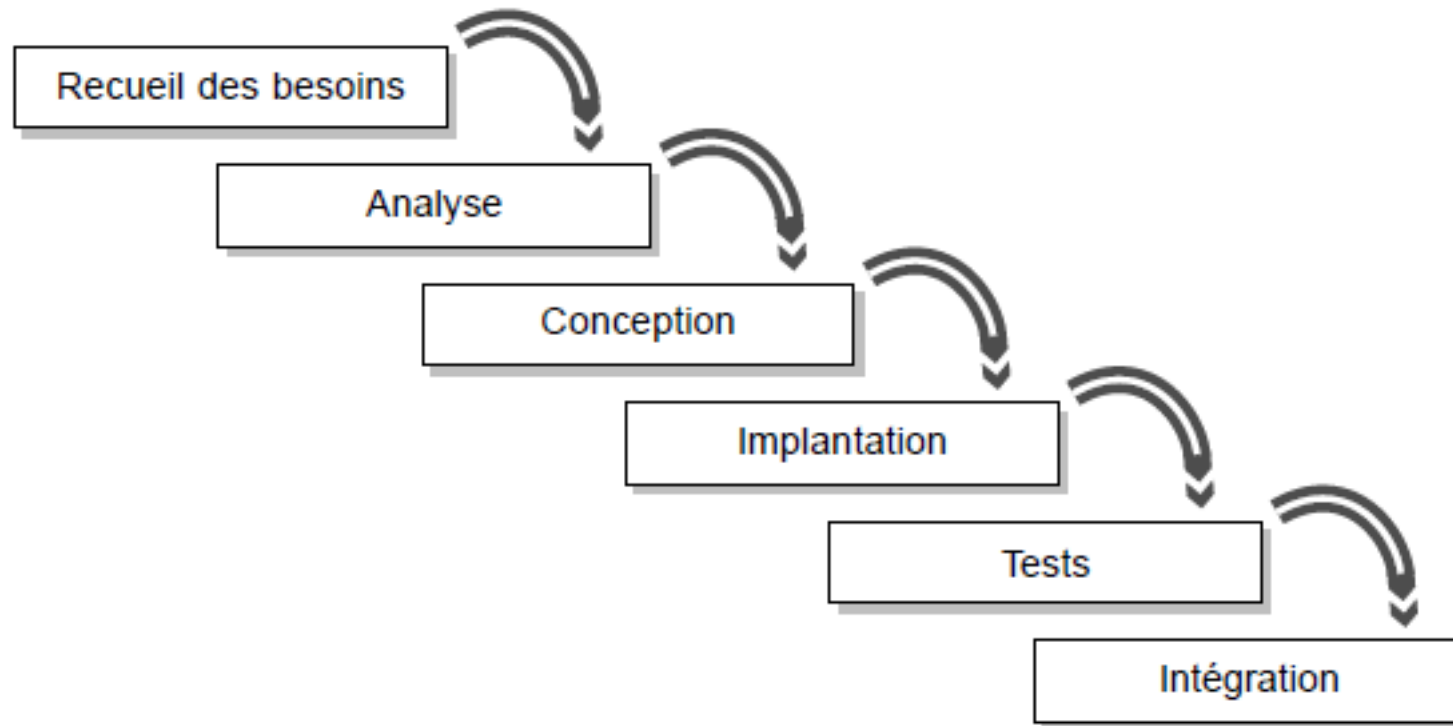 Recueil des besoins
Analyse
Conception
Implantation
Tests
Intégration